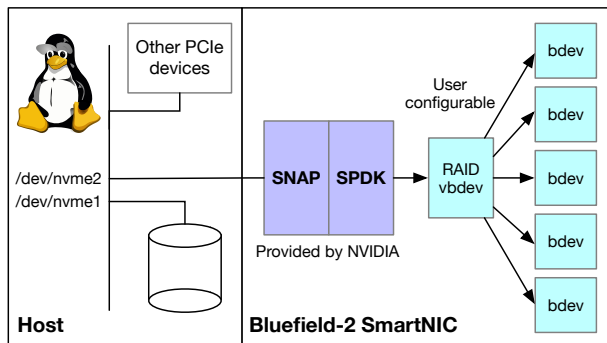 Other PCIe
devices
User
configurable
bdev
bdev
bdev
bdev
bdev
/dev/nvme2
/dev/nvme1
SNAP
SPDK
RAID
vbdev
Provided by NVIDIA
Host
Bluefield-2 SmartNIC